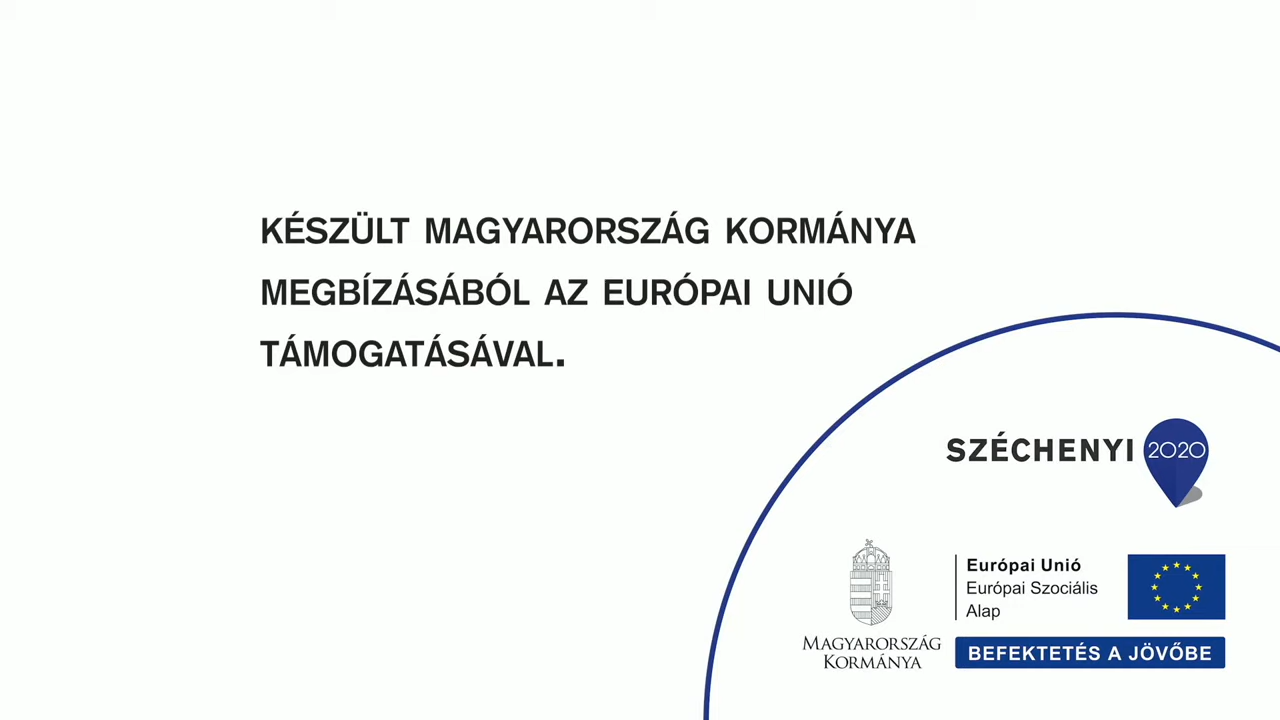 KÉSZÜLT MAGYARORSZÁG KORMÁNYA
MEGBÍZÁSÁBÓL AZ EURÓPAI UNIÓ
TÁMOGATÁSÁVAL.
SZÉCHENYI 2020
MAGYARORSZÁG
KORMÁNYA
Európai Unió
Európai Szociális
Alap
BEFEKTETÉS A JÖVŐBE